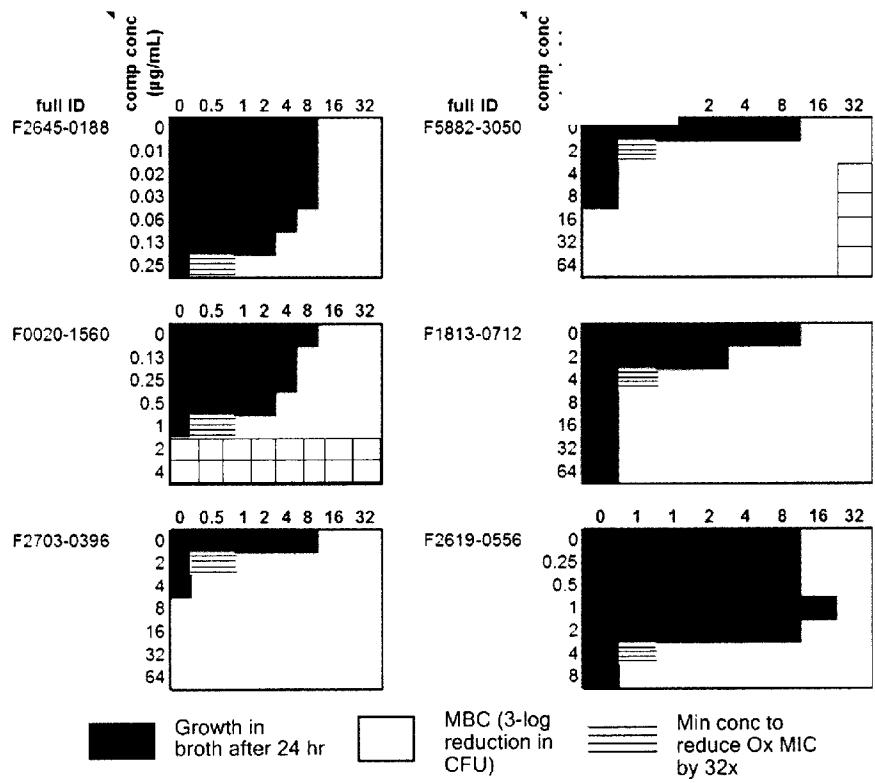 comp conc
(µg/mL)
full ID
0 0.5 1 2 4 8 16 32
F2645-0188
0
0.01
0.02
0.03
0.06
0.13
0.25
comp conc
full ID
2 4 8 16 32
F5882-3050
2
4
8
16
32
64
0 0.5 1 2 4 8 16 32
F0020-1560
0
0.13
0.25
0.5
1
2
4
F1813-0712
0
2
4
8
16
32
64
0 0.5 1 2 4 8 16 32
F2703-0396
0
2
4
8
16
32
64
0 1 1 2 4 8 16 32
F2619-0556
0
0.25
0.5
1
2
4
8
Growth in
broth after 24 hr
MBC (3-log
reduction in
CFU)
Min conc to
reduce Ox MIC
by 32x